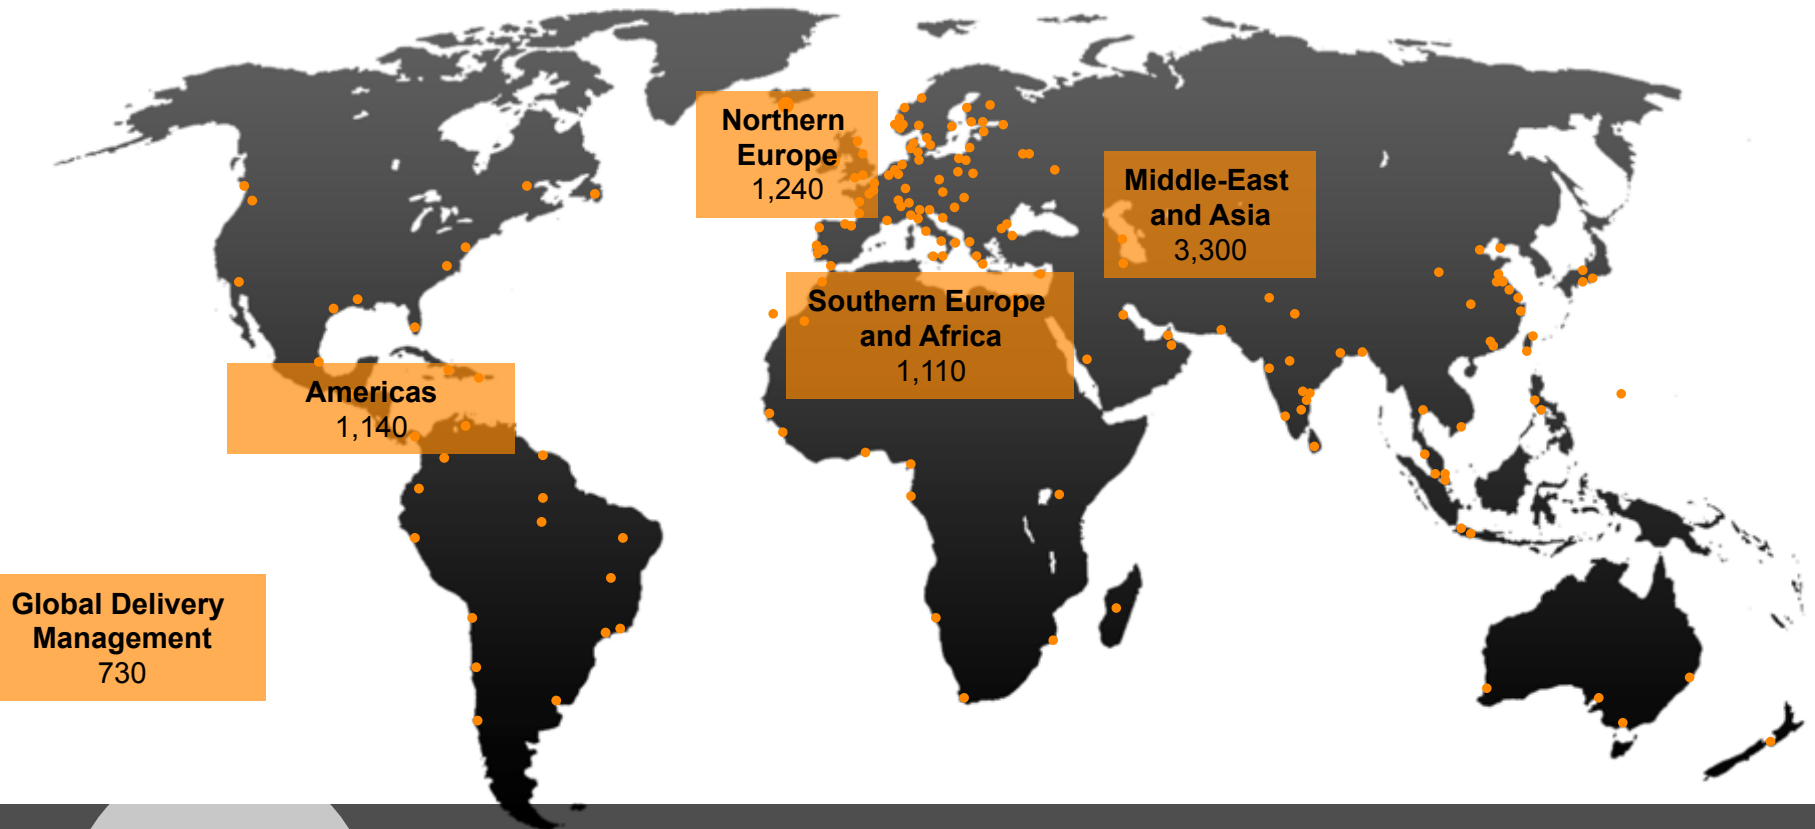 Northern
Europe
1,240
Middle-East
and Asia
3,300
Southern Europe
and Africa
1,110
Americas
1,140
Global Delivery
Management
730